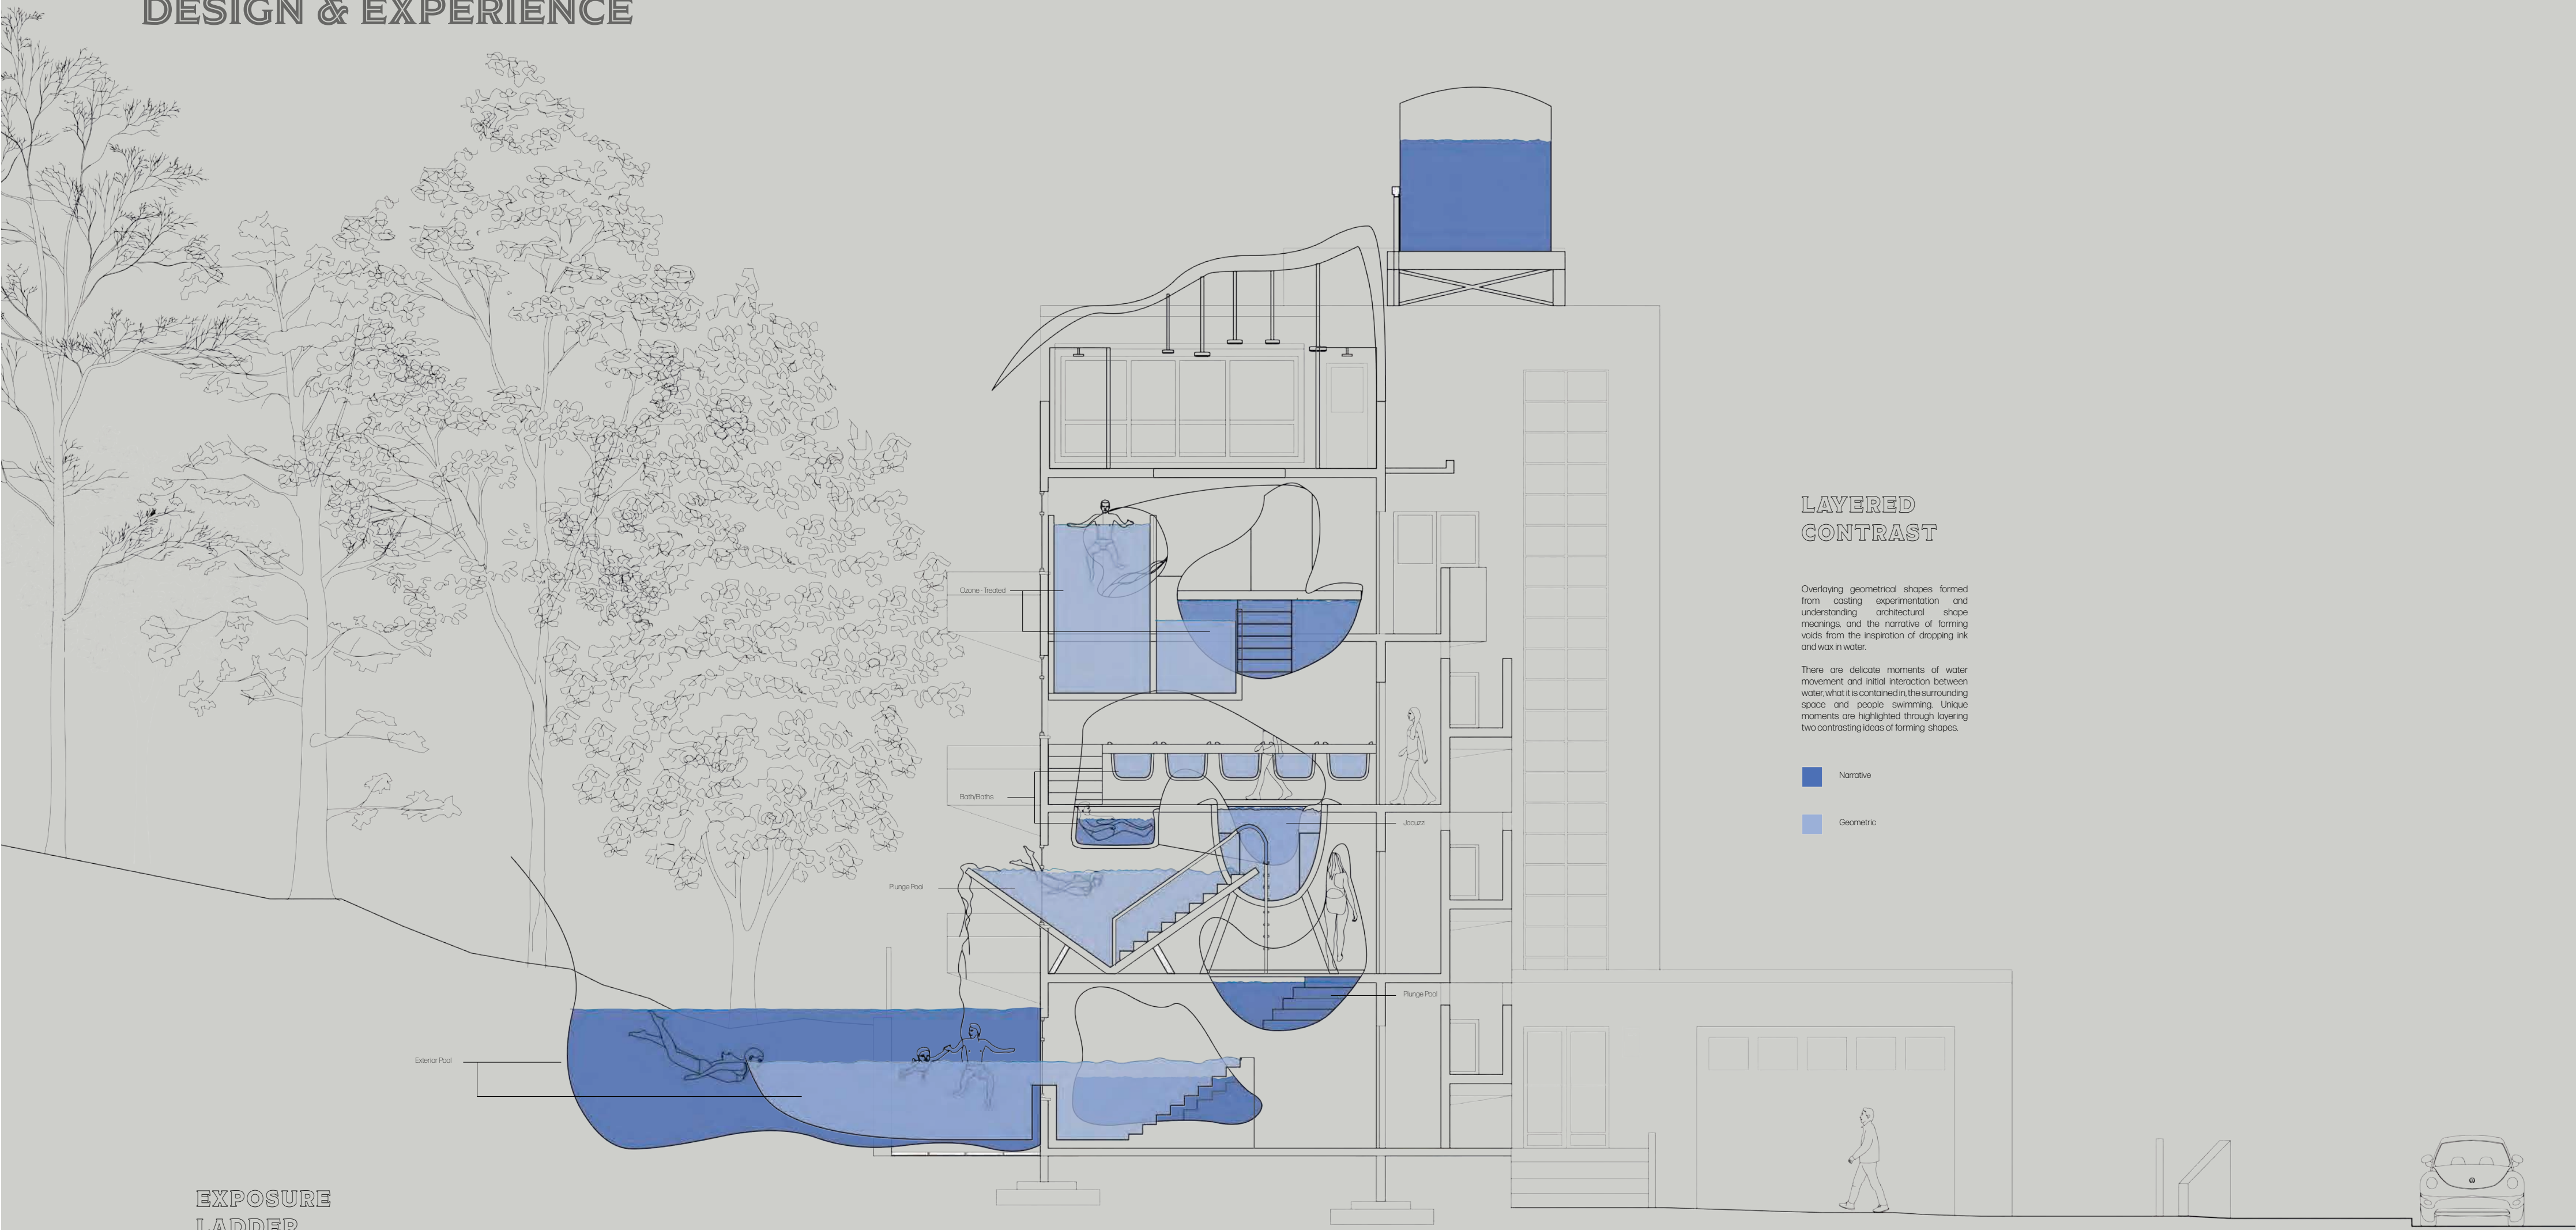 DESIGN & EXPERIENCE
Ozone - Treated
Bath/Baths
Jacuzzi
Plunge Pool
Plunge Pool
Exterior Pool
LAYERED
CONTRAST
Overlaying geometrical shapes formed
from casting experimentation and
understanding architectural shape
meanings, and the narrative of forming
voids from the inspiration of dropping ink
and wax in water.
There are delicate moments of water
movement and initial interaction between
water, what it is contained in, the surrounding
space and people swimming. Unique
moments are highlighted through layering
two contrasting ideas of forming shapes.
Narrative
Geometric
EXPOSURE
LADDER